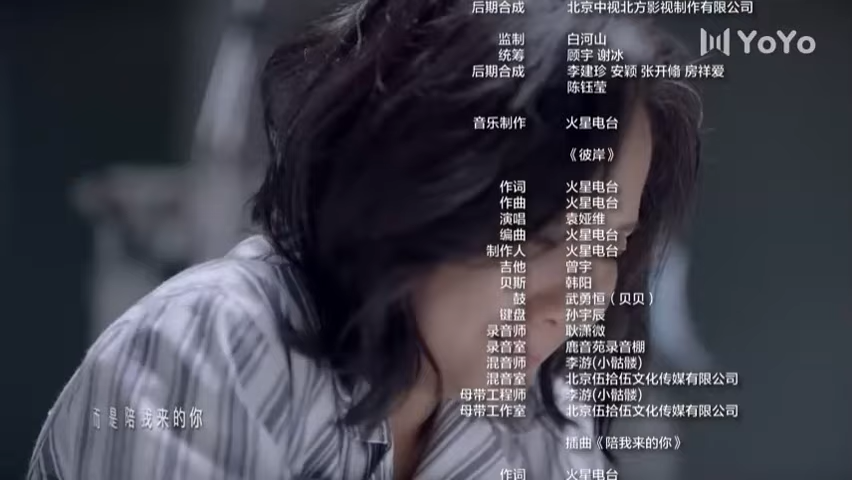 后期合成 北京中视北方影视制作有限公司
YoYo
监制 白河山
统筹 顾宇 谢冰
后期合成 李建珍 安颖 张开脩 房祥爱
陈钰莹
音乐制作 火星电台
《彼岸》
作词 火星电台
作曲 火星电台
演唱 袁娅维
编曲 火星电台
制作人 火星电台
吉他 曾宇
贝斯 韩阳
鼓 武勇恒（贝贝）
键盘 孙宇辰
录音师 耿潇微
录音室 鹿音苑录音棚
混音师 李游(小骷髅)
混音室 北京伍拾伍文化传媒有限公司
母带工程师 李游(小骷髅)
母带工作室 北京伍拾伍文化传媒有限公司
而是陪我来的你
插曲《陪我来的你》
作词 火星电台